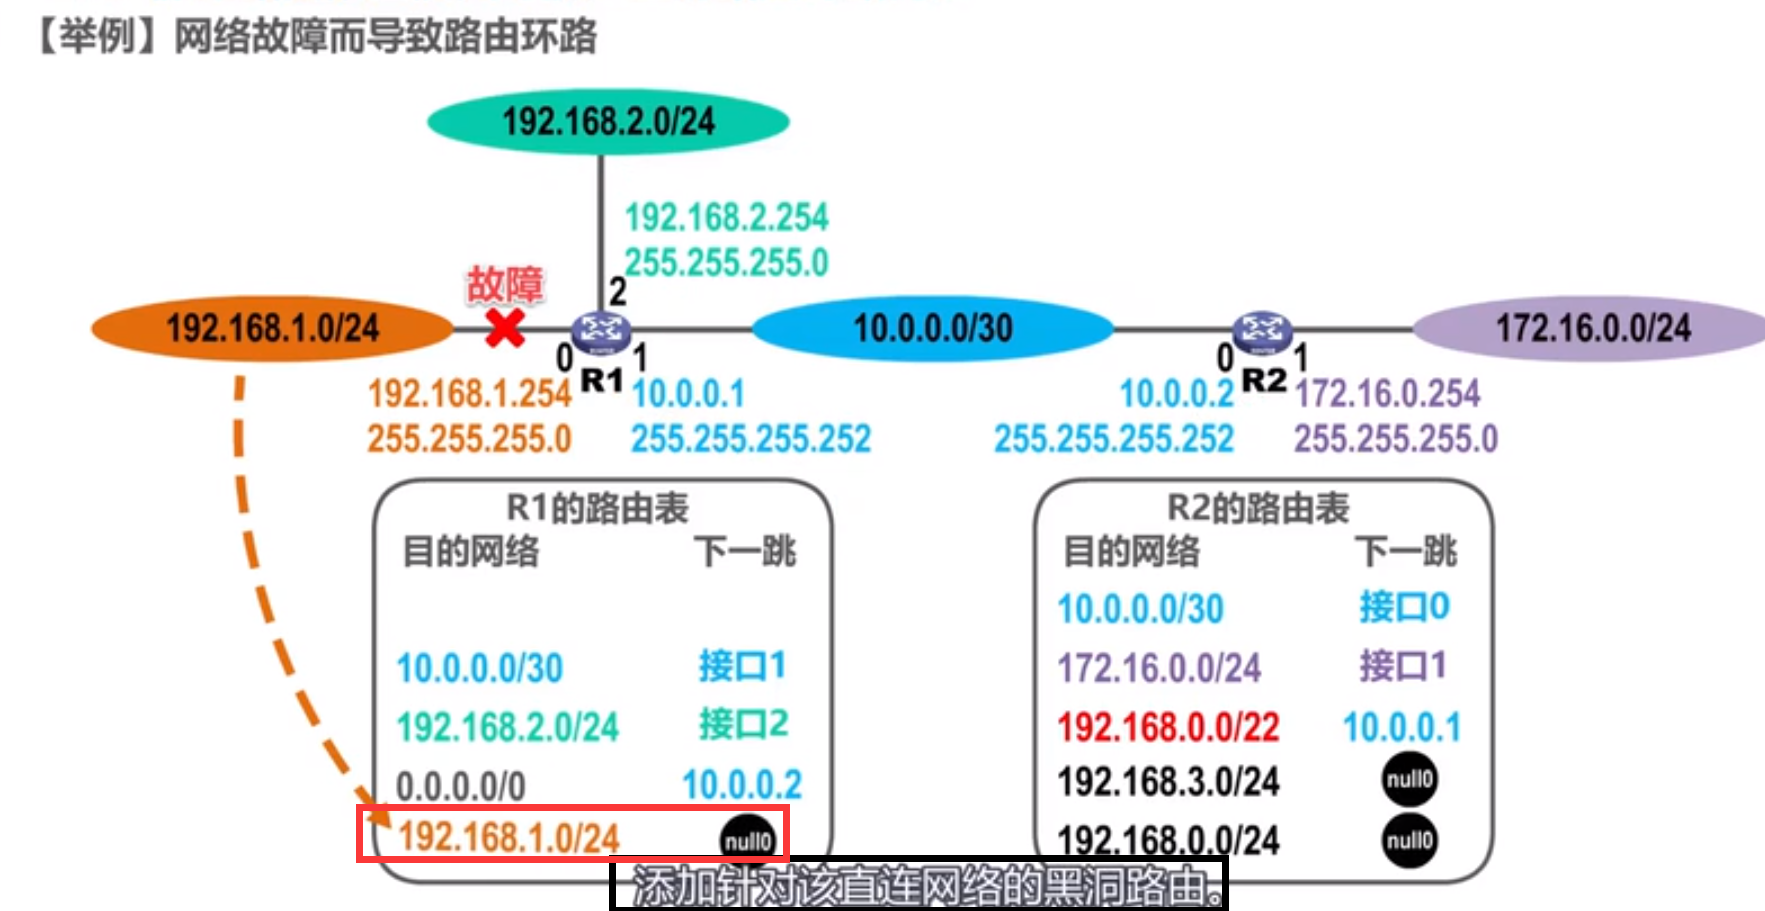 【举例】网络故障而导致路由环路
192.168.2.0/24
192.168.2.254
255.255.255.0
故障
2
192.168.1.0/24
10.0.0.0/30
172.16.0.0/24
0
R1
1
0
R2
1
192.168.1.254
255.255.255.0
10.0.0.1
255.255.255.252
10.0.0.2
255.255.255.252
172.16.0.254
255.255.255.0
R1的路由表
目的网络 下一跳
10.0.0.0/30 接口1
192.168.2.0/24 接口2
0.0.0.0/0 10.0.0.2
192.168.1.0/24 null0
R2的路由表
目的网络 下一跳
10.0.0.0/30 接口0
172.16.0.0/24 接口1
192.168.0.0/22 10.0.0.1
192.168.3.0/24 null0
192.168.0.0/24 null0
添加针对该直连网络的黑洞路由。